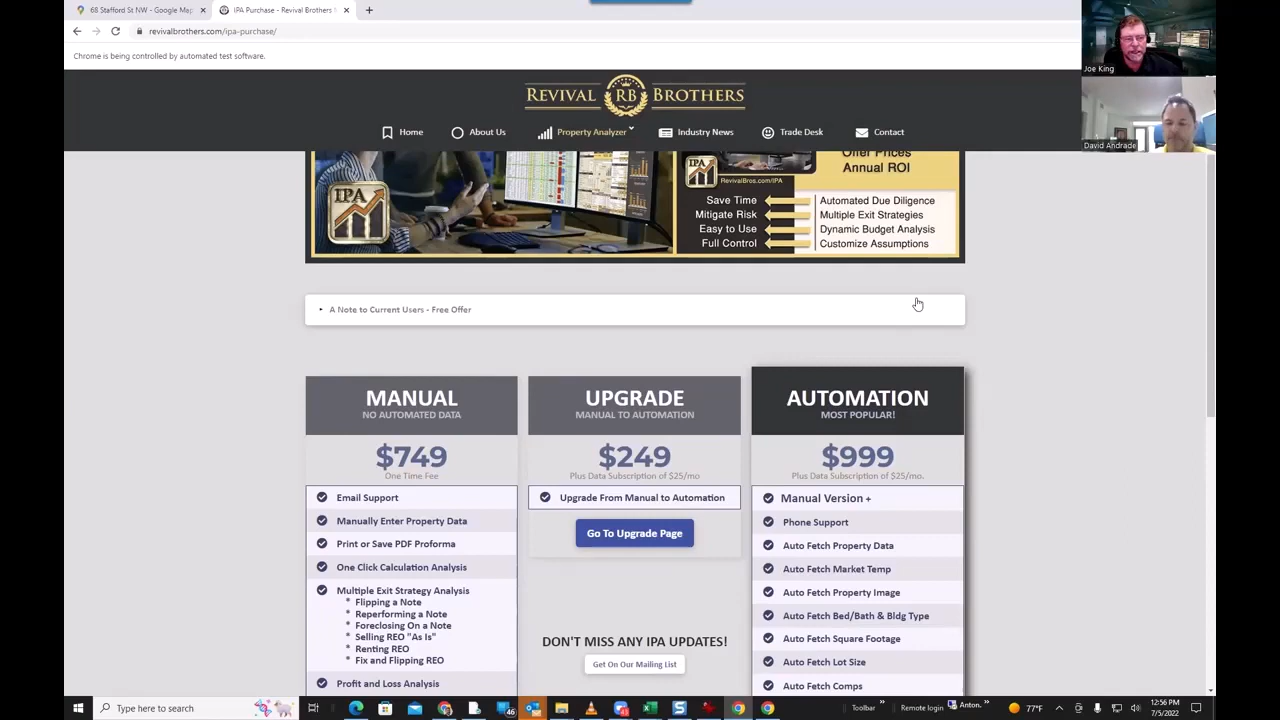 68 Stafford St NW - Google Map
IPA Purchase - Revival Brothers
revivalbrothers.com/ipa-purchase/
Chrome is being controlled by automated test software.
Joe King
David Andrade
REVIVAL RB BROTHERS
Home
About Us
Property Analyzer
Industry News
Trade Desk
Contact
IPA
IPA
RevivalBros.com/IPA
Offer Prices
Annual ROI
Save Time
Automated Due Diligence
Mitigate Risk
Multiple Exit Strategies
Easy to Use
Dynamic Budget Analysis
Full Control
Customize Assumptions
A Note to Current Users - Free Offer
MANUAL
NO AUTOMATED DATA
$749
One Time Fee
Email Support
Manually Enter Property Data
Print or Save PDF Proforma
One Click Calculation Analysis
Multiple Exit Strategy Analysis
* Flipping a Note
* Reperforming a Note
* Foreclosing On a Note
* Selling REO "As Is"
* Renting REO
* Fix and Flipping REO
Profit and Loss Analysis
UPGRADE
MANUAL TO AUTOMATION
$249
Plus Data Subscription of $25/mo
Upgrade From Manual to Automation
Go To Upgrade Page
DON'T MISS ANY IPA UPDATES!
Get On Our Mailing List
AUTOMATION
MOST POPULAR!
$999
Plus Data Subscription of $25/mo.
Manual Version +
Phone Support
Auto Fetch Property Data
Auto Fetch Market Temp
Auto Fetch Property Image
Auto Fetch Bed/Bath & Bldg Type
Auto Fetch Square Footage
Auto Fetch Lot Size
Auto Fetch Comps
Type here to search
46
Toolbar
Remote login
Anton.
77°F
12:56 PM
7/5/2022